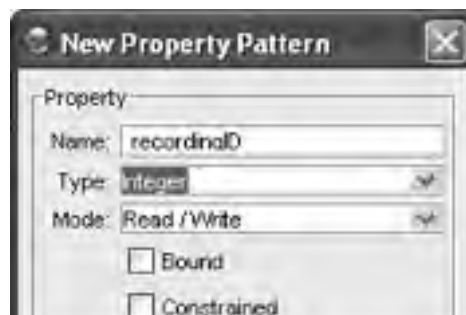 New Property Pattern
Property
Name: recordingID
Type: Integer
Mode: Read / Write
Bound
Constrained